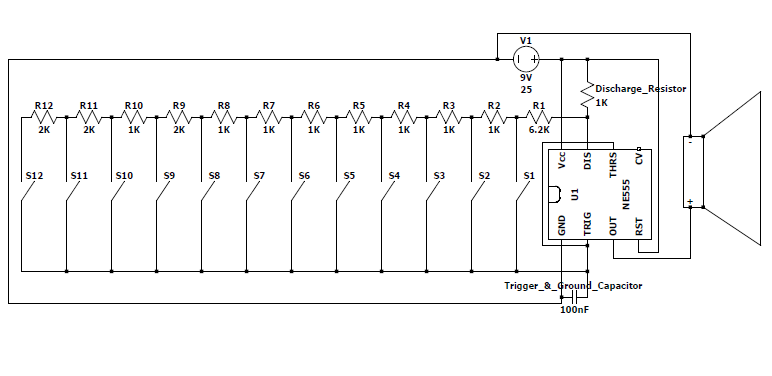 V1
9V
25
Discharge_Resistor
1K
R12 R11 R10 R9 R8 R7 R6 R5 R4 R3 R2 R1
2K 2K 1K 2K 1K 1K 1K 1K 1K 1K 1K 6.2K
Vcc DIS THRS CV
-
S12 S11 S10 S9 S8 S7 S6 S5 S4 S3 S2 S1
U1 NE555
+
GND TRIG OUT RST
Trigger_&_Ground_Capacitor
100nF